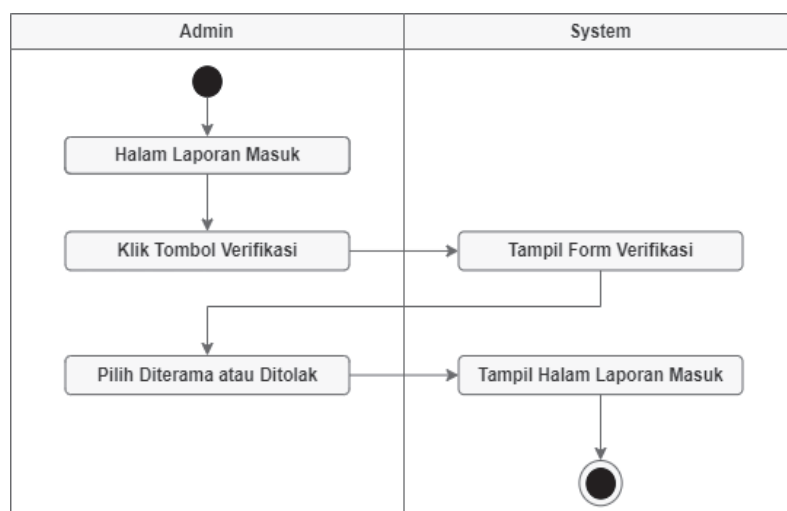 Admin
System
Halam Laporan Masuk
Klik Tombol Verifikasi
Tampil Form Verifikasi
Pilih Diterama atau Ditolak
Tampil Halam Laporan Masuk